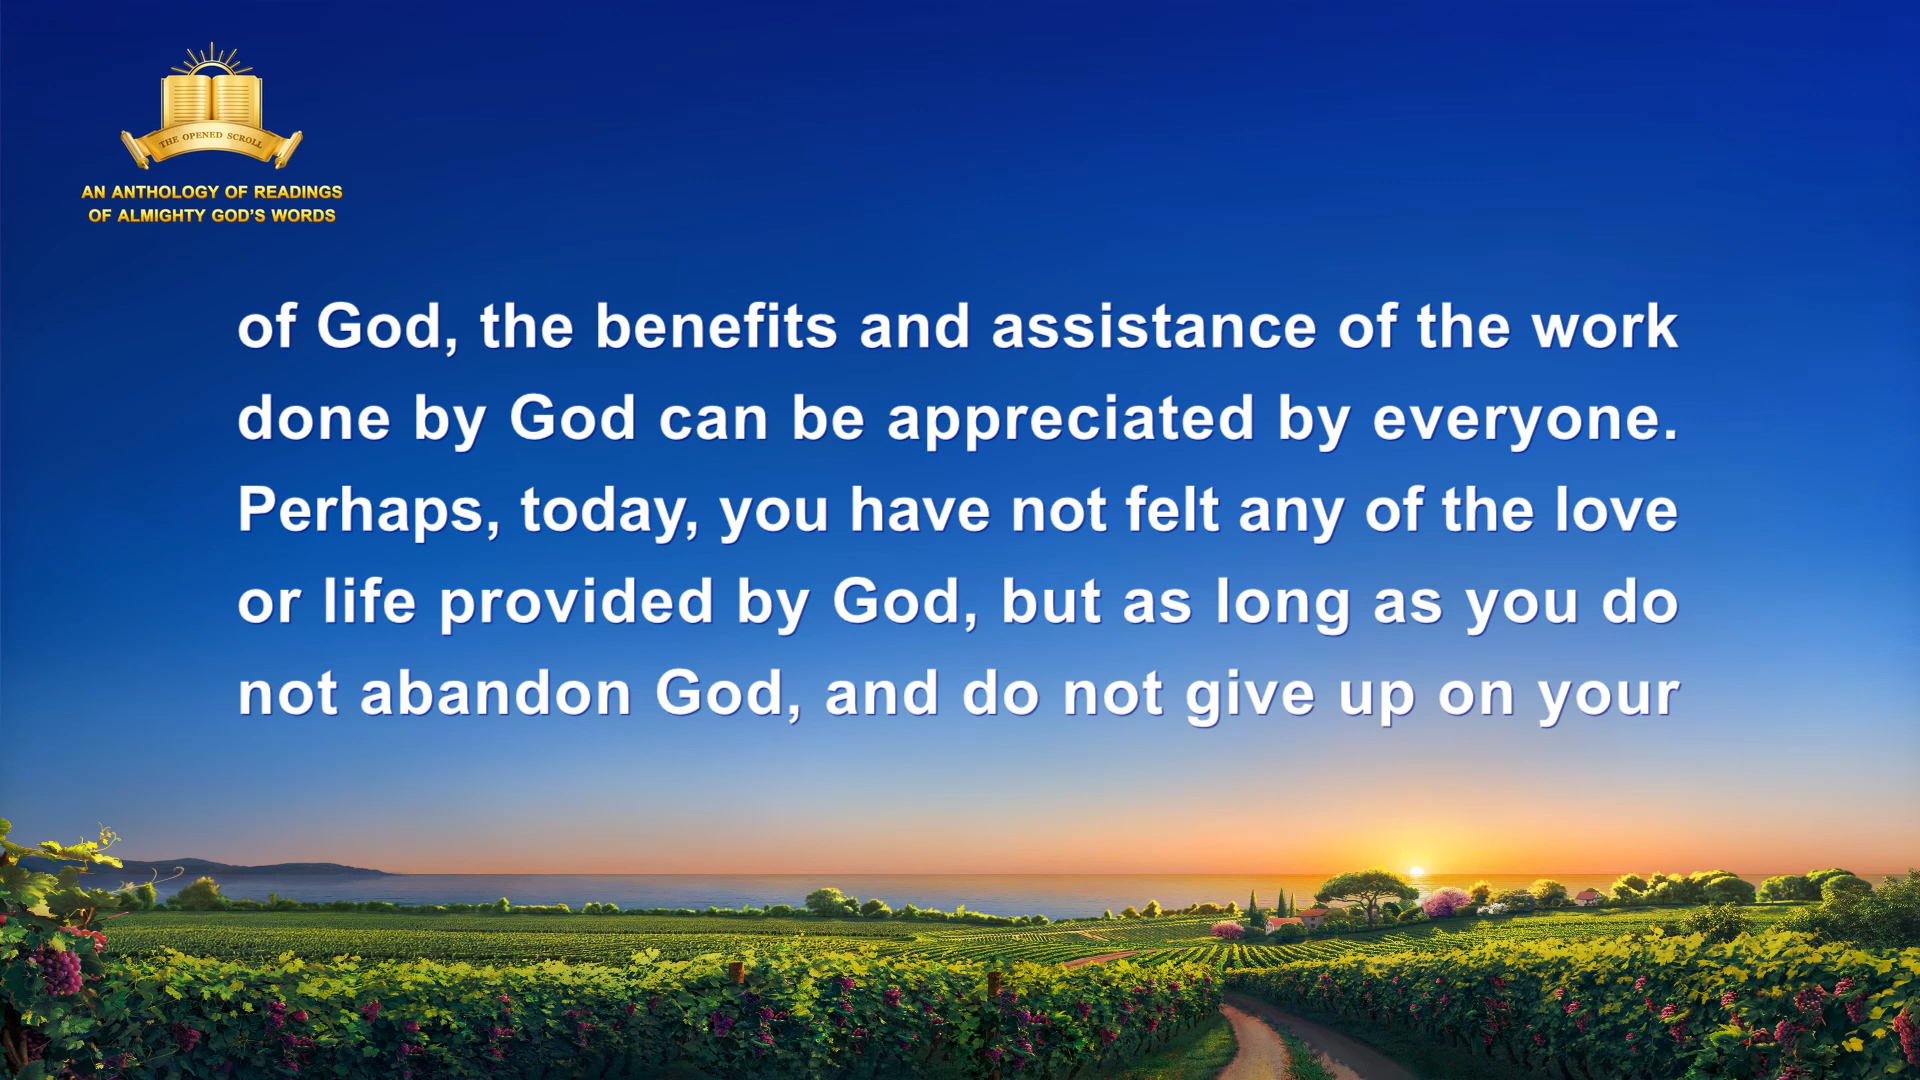 THE OPENED SCROLL
AN ANTHOLOGY OF READINGS
OF ALMIGHTY GOD'S WORDS
of God, the benefits and assistance of the work
done by God can be appreciated by everyone.
Perhaps, today, you have not felt any of the love
or life provided by God, but as long as you do
not abandon God, and do not give up on your